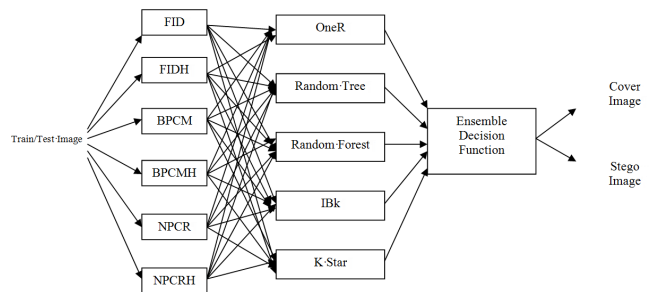 Train/Test·Image
FID
FIDH
BPCM
BPCMH
NPCR
NPCRH
OneR
Random·Tree
Random·Forest
IBk
K·Star
Ensemble
Decision
Function
Cover
Image
Stego
Image